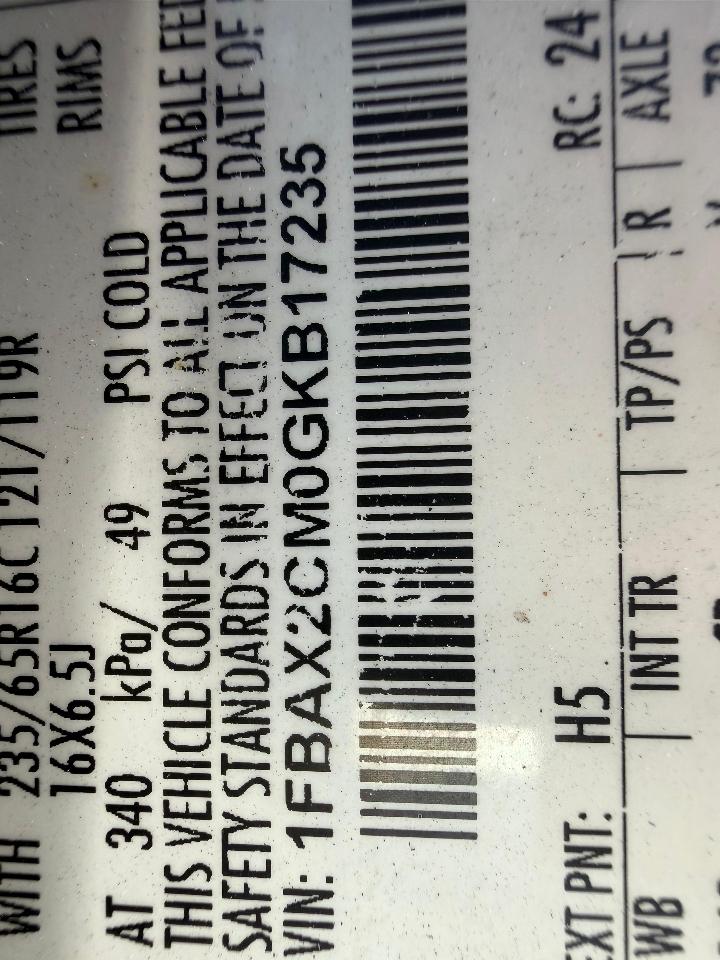 WITH 235/65R16C 121/119R TIRES
16X6.5J RIMS
AT 340 kPa/ 49 PSI COLD
THIS VEHICLE CONFORMS TO ALL APPLICABLE FED
SAFETY STANDARDS IN EFFECT ON THE DATE OF
VIN: 1FBAX2CM0GKB17235
EXT PNT: H5 RC: 24
WB | INT TR | TP/PS | R | AXLE